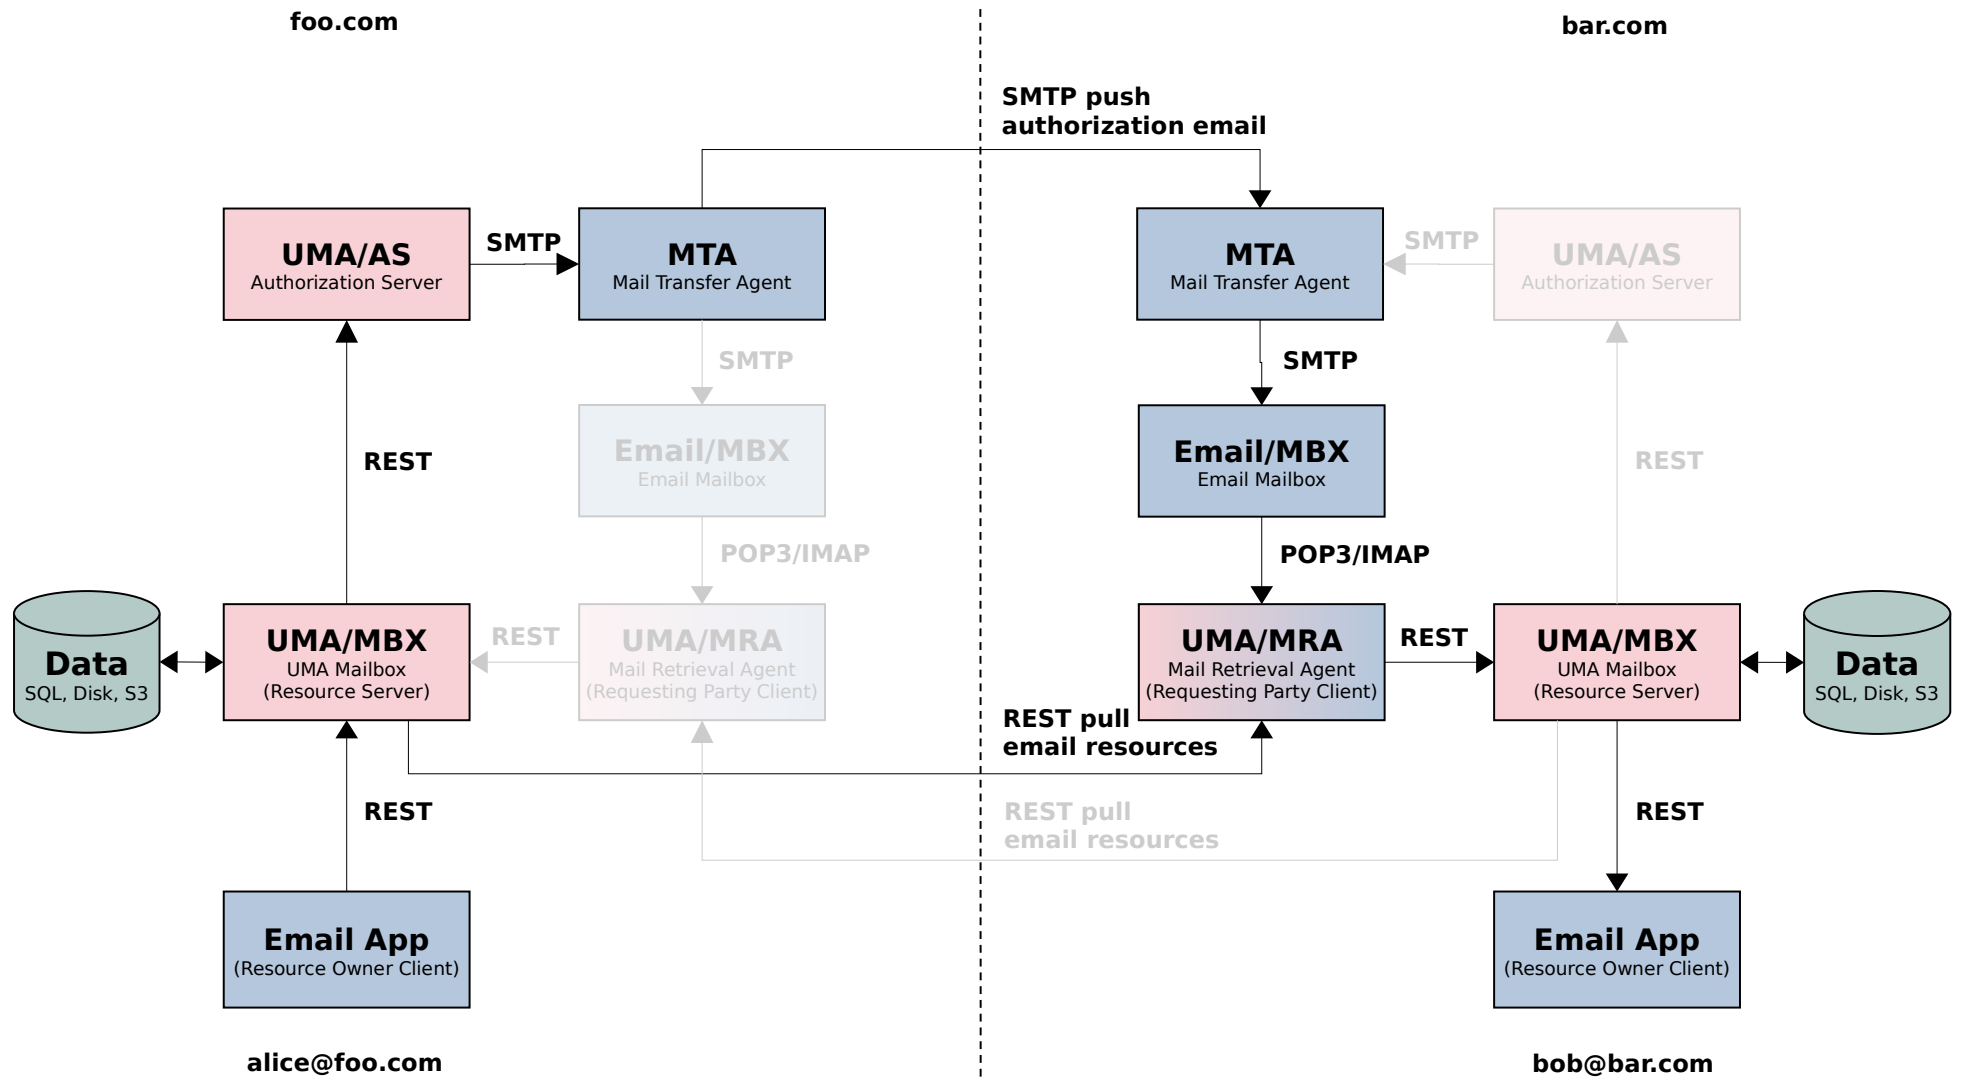 foo.com
bar.com
SMTP push
authorization email
UMA/AS
Authorization Server
SMTP
MTA
Mail Transfer Agent
MTA
Mail Transfer Agent
SMTP
UMA/AS
Authorization Server
SMTP
SMTP
REST
Email/MBX
Email Mailbox
Email/MBX
Email Mailbox
REST
POP3/IMAP
POP3/IMAP
Data
SQL, Disk, S3
UMA/MBX
UMA Mailbox
(Resource Server)
REST
UMA/MRA
Mail Retrieval Agent
(Requesting Party Client)
UMA/MRA
Mail Retrieval Agent
(Requesting Party Client)
REST
UMA/MBX
UMA Mailbox
(Resource Server)
Data
SQL, Disk, S3
REST pull
email resources
REST
REST pull
email resources
REST
Email App
(Resource Owner Client)
Email App
(Resource Owner Client)
alice@foo.com
bob@bar.com